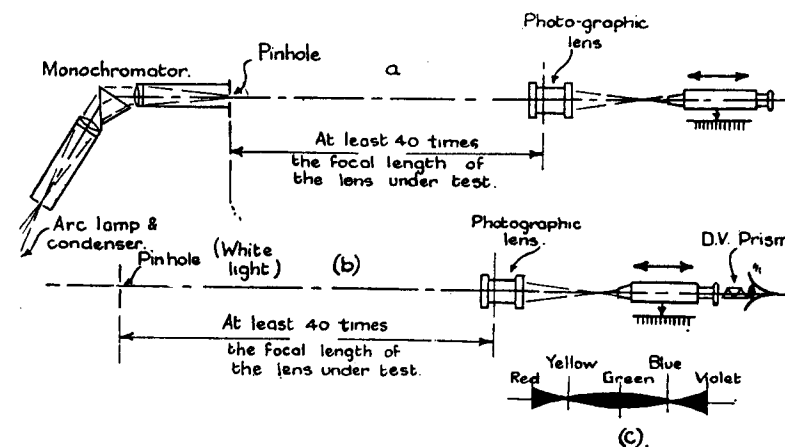 Photo-graphic
lens
Pinhole
a
Monochromator.
At least 40 times
the focal length of
the lens under test.
Arc lamp &
condenser.
Pinhole
(White
light)
(b)
Photographic
lens.
D.V. Prism
At least 40 times
the focal length of
the lens under test.
Yellow
Blue
Red
Green
Volet
(c).